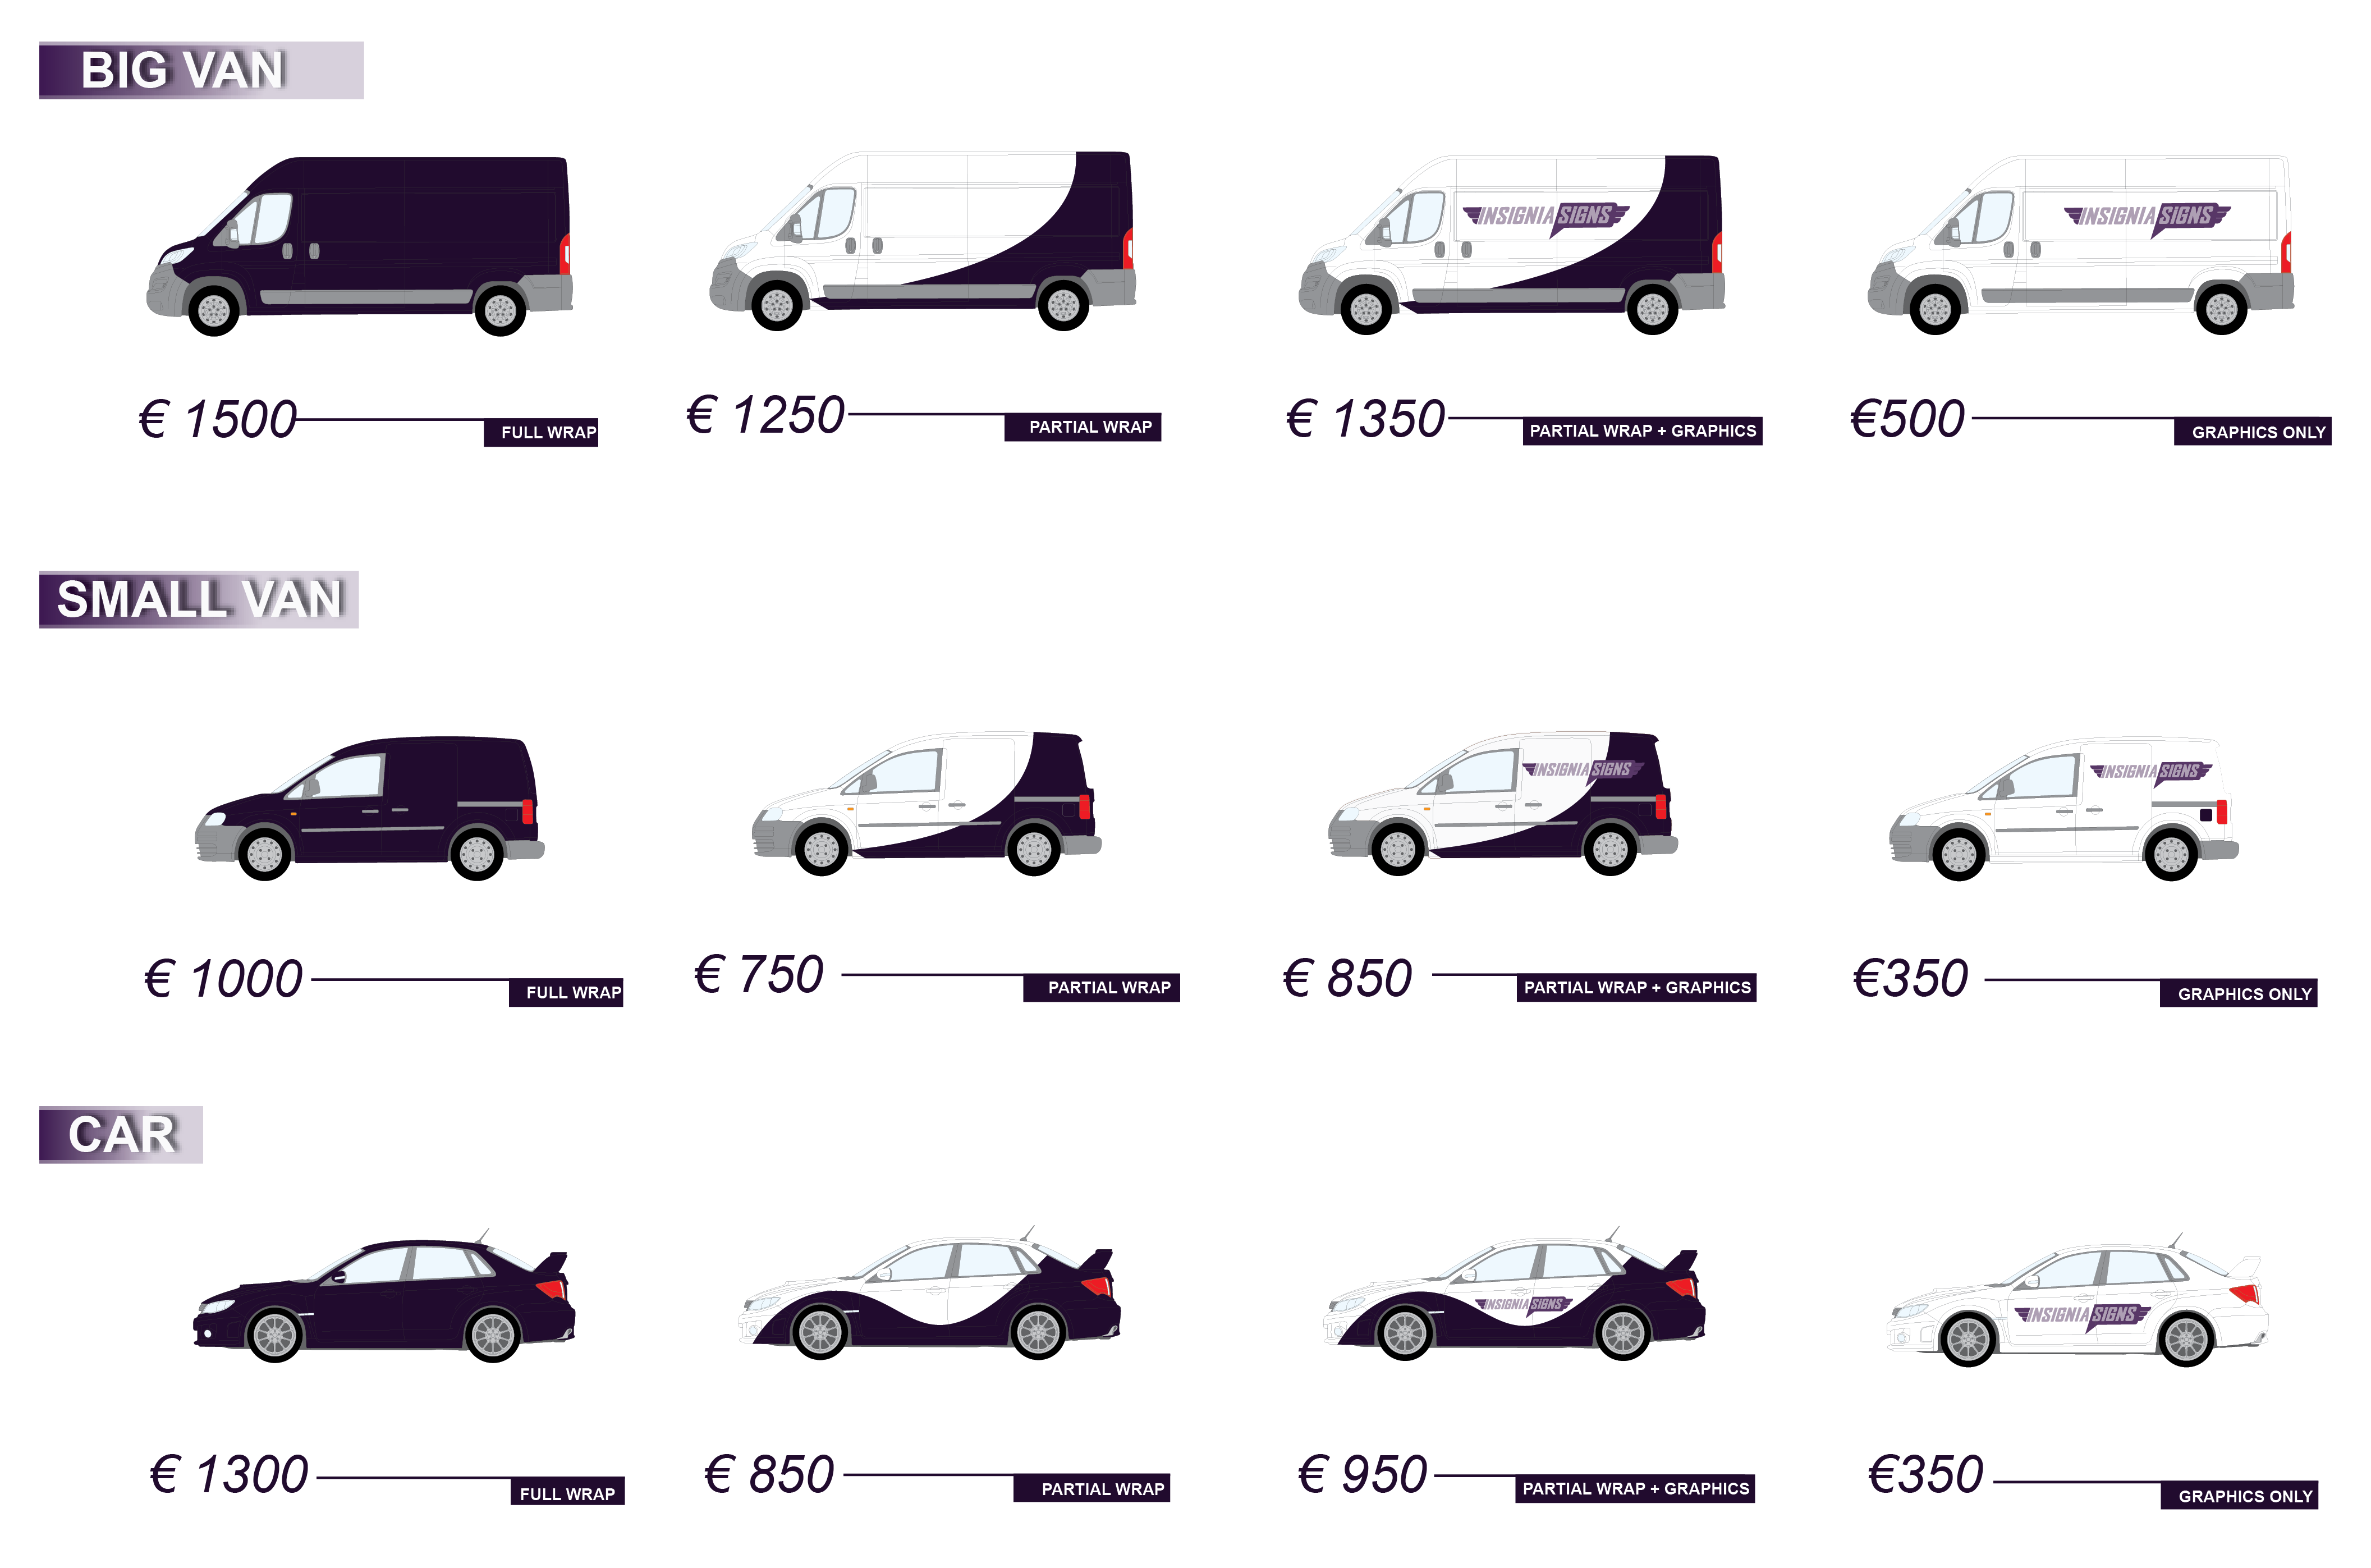 BIG VAN
INSIGNIA SIGNS
INSIGNIA SIGNS
€ 1500 FULL WRAP
€ 1250 PARTIAL WRAP
€ 1350 PARTIAL WRAP + GRAPHICS
€500 GRAPHICS ONLY
SMALL VAN
INSIGNIA SIGNS
INSIGNIA SIGNS
€ 1000 FULL WRAP
€ 750 PARTIAL WRAP
€ 850 PARTIAL WRAP + GRAPHICS
€350 GRAPHICS ONLY
CAR
INSIGNIA SIGNS
INSIGNIA SIGNS
€ 1300 FULL WRAP
€ 850 PARTIAL WRAP
€ 950 PARTIAL WRAP + GRAPHICS
€350 GRAPHICS ONLY